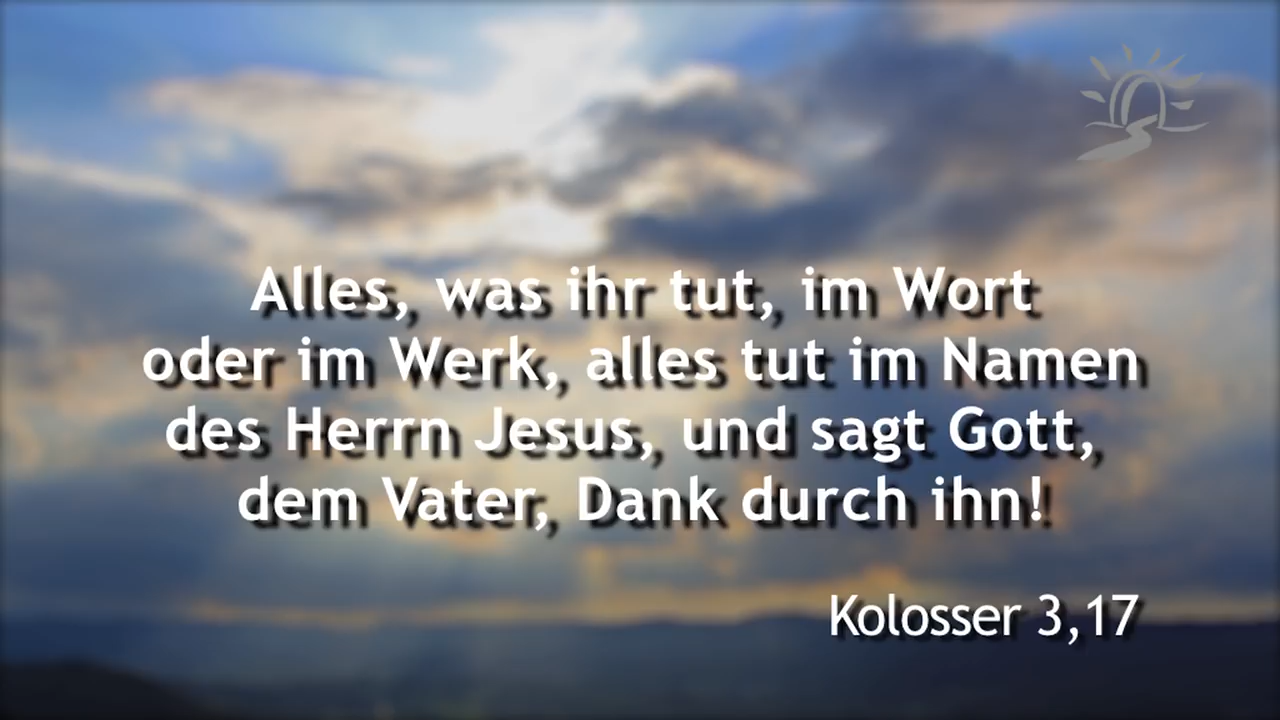 Alles, was ihr tut, im Wort
oder im Werk, alles tut im Namen
des Herrn Jesus, und sagt Gott,
dem Vater, Dank durch ihn!
Kolosser 3,17